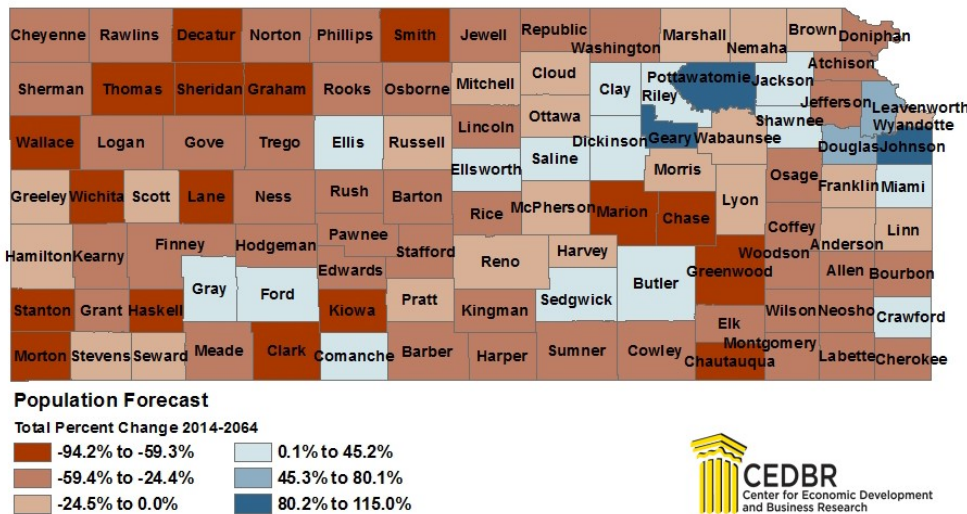 Cheyenne Rawlins Decatur Norton Phillips Smith Jewell Republic Washington Marshall Nemaha Brown Doniphan
Sherman Thomas Sheridan Graham Rooks Osborne Mitchell Cloud Clay Riley Pottawatomie Jackson Atchison
Jefferson Leavenworth
Wyandotte
Wallace Logan Gove Trego Ellis Russell Lincoln Ottawa Dickinson Geary Wabaunsee Shawnee Douglas Johnson
Ellsworth Saline Morris Osage Franklin Miami
Greeley Wichita Scott Lane Ness Rush Barton Rice McPherson Marion Chase Lyon Coffey Anderson Linn
Hamilton Kearny Finney Hodgeman Pawnee Stafford Reno Harvey Greenwood Woodson Allen Bourbon
Gray Ford Edwards Sedgwick Butler
Stanton Grant Haskell Kiowa Pratt Kingman Elk Wilson Neosho Crawford
Morton Stevens Seward Meade Clark Comanche Barber Harper Sumner Cowley Chautauqua Montgomery Labette Cherokee
Population Forecast
Total Percent Change 2014-2064
-94.2% to -59.3% 0.1% to 45.2%
-59.4% to -24.4% 45.3% to 80.1%
-24.5% to 0.0% 80.2% to 115.0%
CEDBR
Center for Economic Development
and Business Research